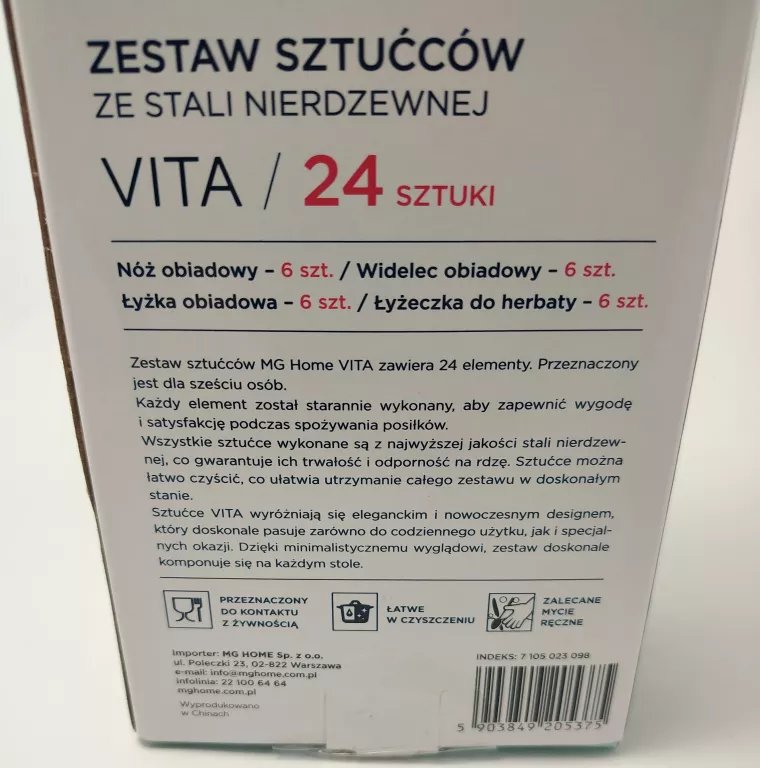 ZESTAW SZTUĆCÓW
ZE STALI NIERDZEWNEJ
VITA / 24 SZTUKI
Nóż obiadowy – 6 szt. / Widelec obiadowy – 6 szt.
Łyżka obiadowa – 6 szt. / Łyżeczka do herbaty – 6 szt.
Zestaw sztućców MG Home VITA zawiera 24 elementy. Przeznaczony
jest dla sześciu osób.
Każdy element został starannie wykonany, aby zapewnić wygodę
i satysfakcję podczas spożywania posiłków.
Wszystkie sztućce wykonane są z najwyższej jakości stali nierdzew-
nej, co gwarantuje ich trwałość i odporność na rdzę. Sztućce można
łatwo czyścić, co ułatwia utrzymanie całego zestawu w doskonałym
stanie.
Sztućce VITA wyróżniają się eleganckim i nowoczesnym designem,
który doskonale pasuje zarówno do codziennego użytku, jak i specjal-
nych okazji. Dzięki minimalistycznemu wyglądowi, zestaw doskonale
komponuje się na każdym stole.
PRZEZNACZONY
DO KONTAKTU
Z ŻYWNOŚCIĄ
ŁATWE
W CZYSZCZENIU
ZALECANE
MYCIE
RĘCZNE
Importer: MG HOME Sp. z o.o.
ul. Poleczki 23, 02-822 Warszawa
e-mail: info@mghome.com.pl
infolinia: 22 100 64 64
mghome.com.pl
Wyprodukowano
w Chinach
INDEKS: 7 105 023 098
5 903849 205375